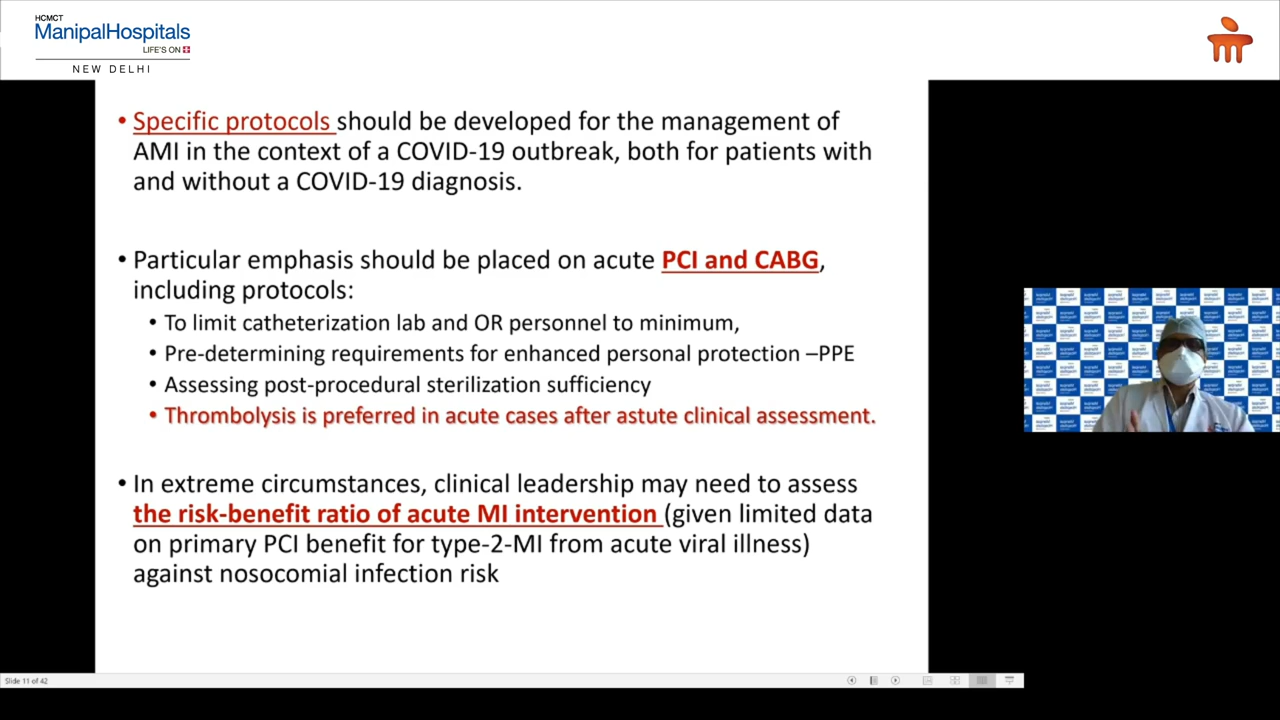 HCMCT
ManipalHospitals
LIFE'S ON
NEW DELHI
• Specific protocols should be developed for the management of
AMI in the context of a COVID-19 outbreak, both for patients with
and without a COVID-19 diagnosis.
• Particular emphasis should be placed on acute PCI and CABG,
including protocols:
• To limit catheterization lab and OR personnel to minimum,
• Pre-determining requirements for enhanced personal protection –PPE
• Assessing post-procedural sterilization sufficiency
• Thrombolysis is preferred in acute cases after astute clinical assessment.
• In extreme circumstances, clinical leadership may need to assess
the risk-benefit ratio of acute MI intervention (given limited data
on primary PCI benefit for type-2-MI from acute viral illness)
against nosocomial infection risk
Slide 11 of 42